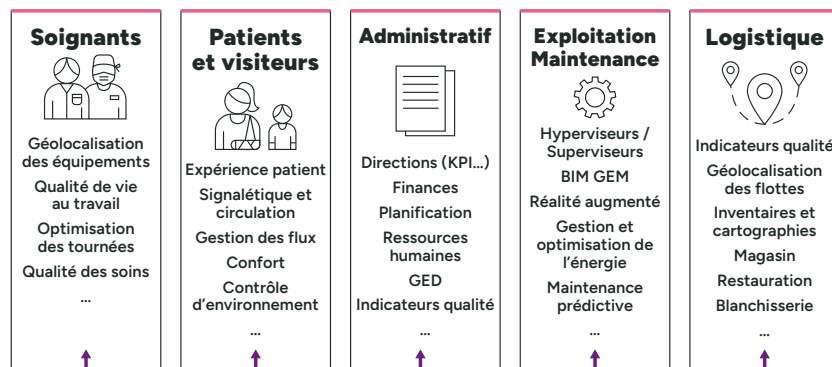 Soignants
Géolocalisation
des équipements
Qualité de vie
au travail
Optimisation
des tournées
Qualité des soins
...
Patients
et visiteurs
Expérience patient
Signalétique et
circulation
Gestion des flux
Confort
Contrôle
d'environnement
...
Administratif
Directions (KPI...)
Finances
Planification
Ressources
humaines
GED
Indicateurs qualité
...
Exploitation
Maintenance
Hyperviseurs /
Superviseurs
BIM GEM
Réalité augmenté
Gestion et
optimisation de
l'énergie
Maintenance
prédictive
...
Logistique
Indicateurs qualité
Géolocalisation
des flottes
Inventaires et
cartographies
Magasin
Restauration
Blanchisserie
...